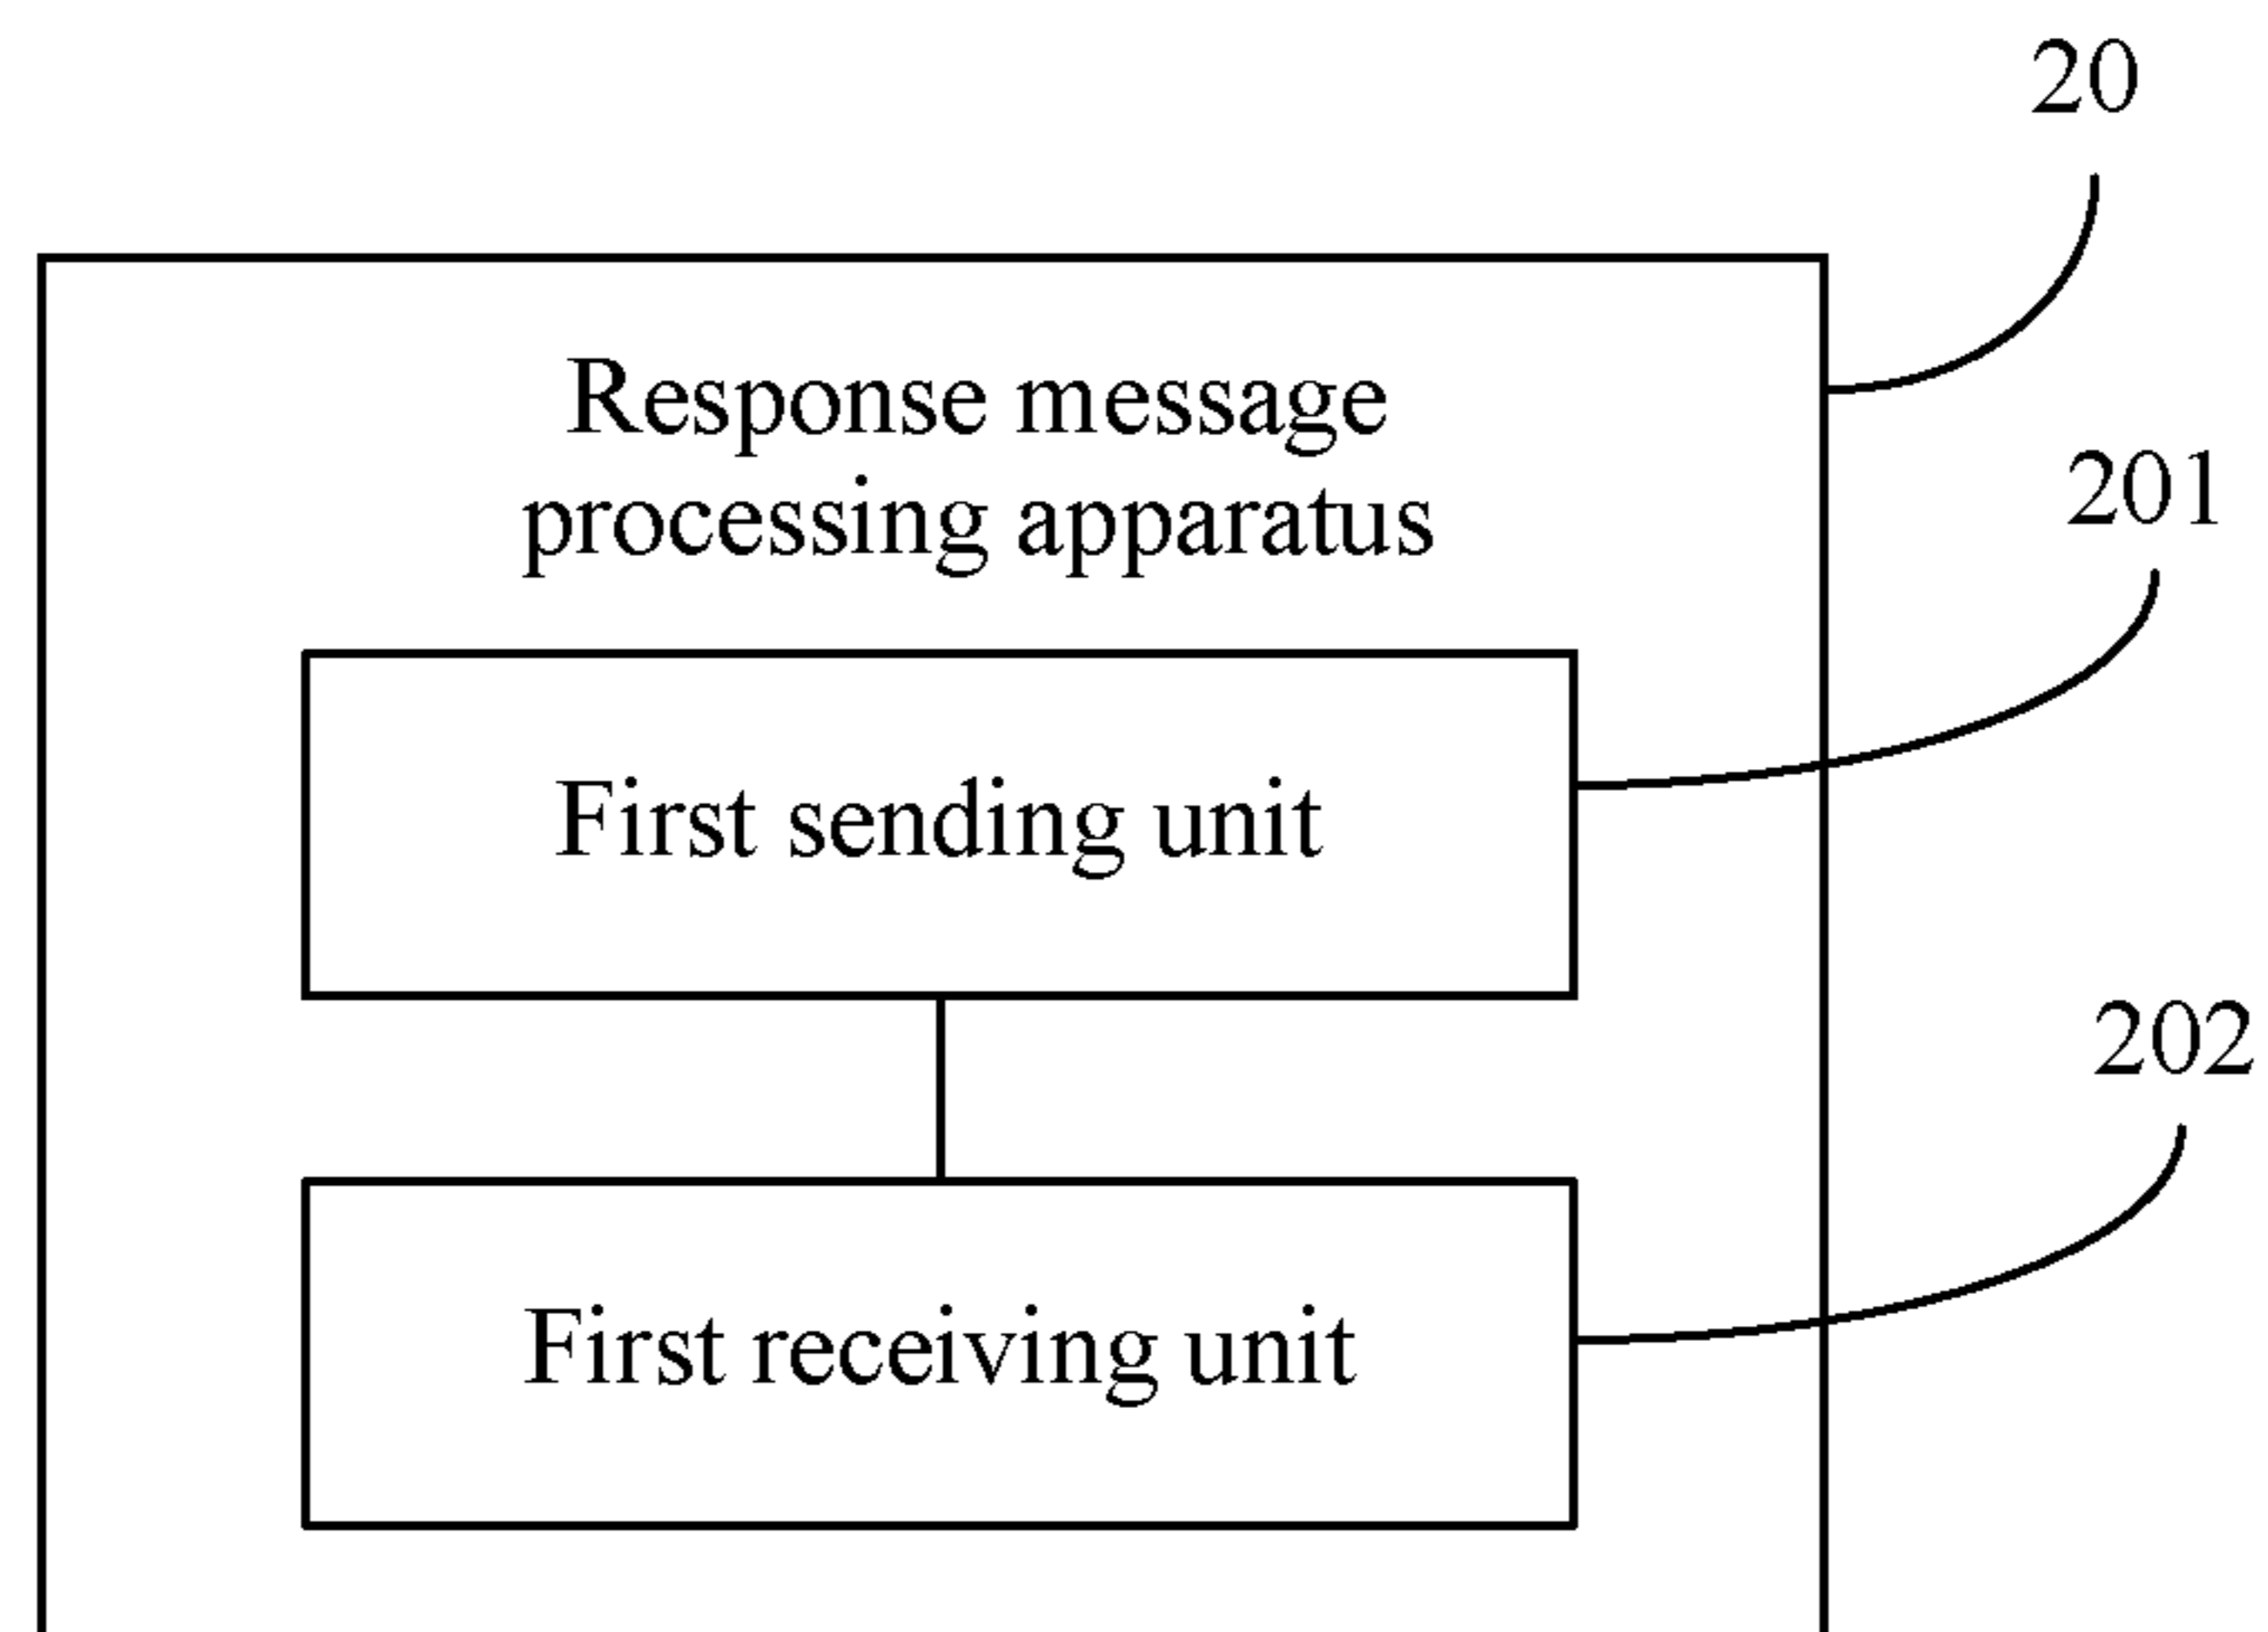 20
Response message
processing apparatus
201
First sending unit
202
First receiving unit